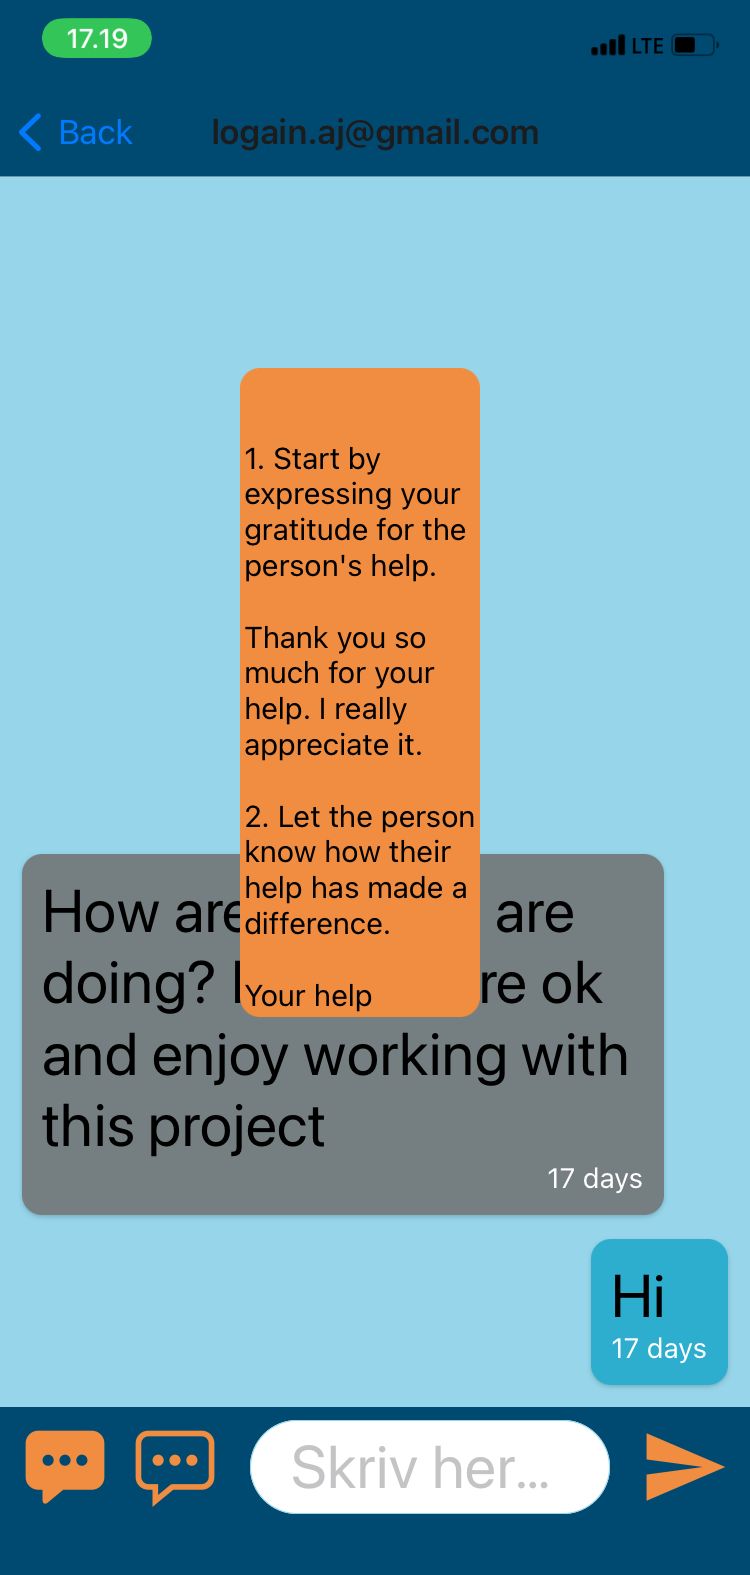 17.19
LTE
Back
logain.aj@gmail.com
1. Start by
expressing your
gratitude for the
person's help.
Thank you so
much for your
help. I really
appreciate it.
2. Let the person
know how their
help has made a
difference.
Your help
How are are
doing? re ok
and enjoy working with
this project
17 days
Hi
17 days
Skriv her...